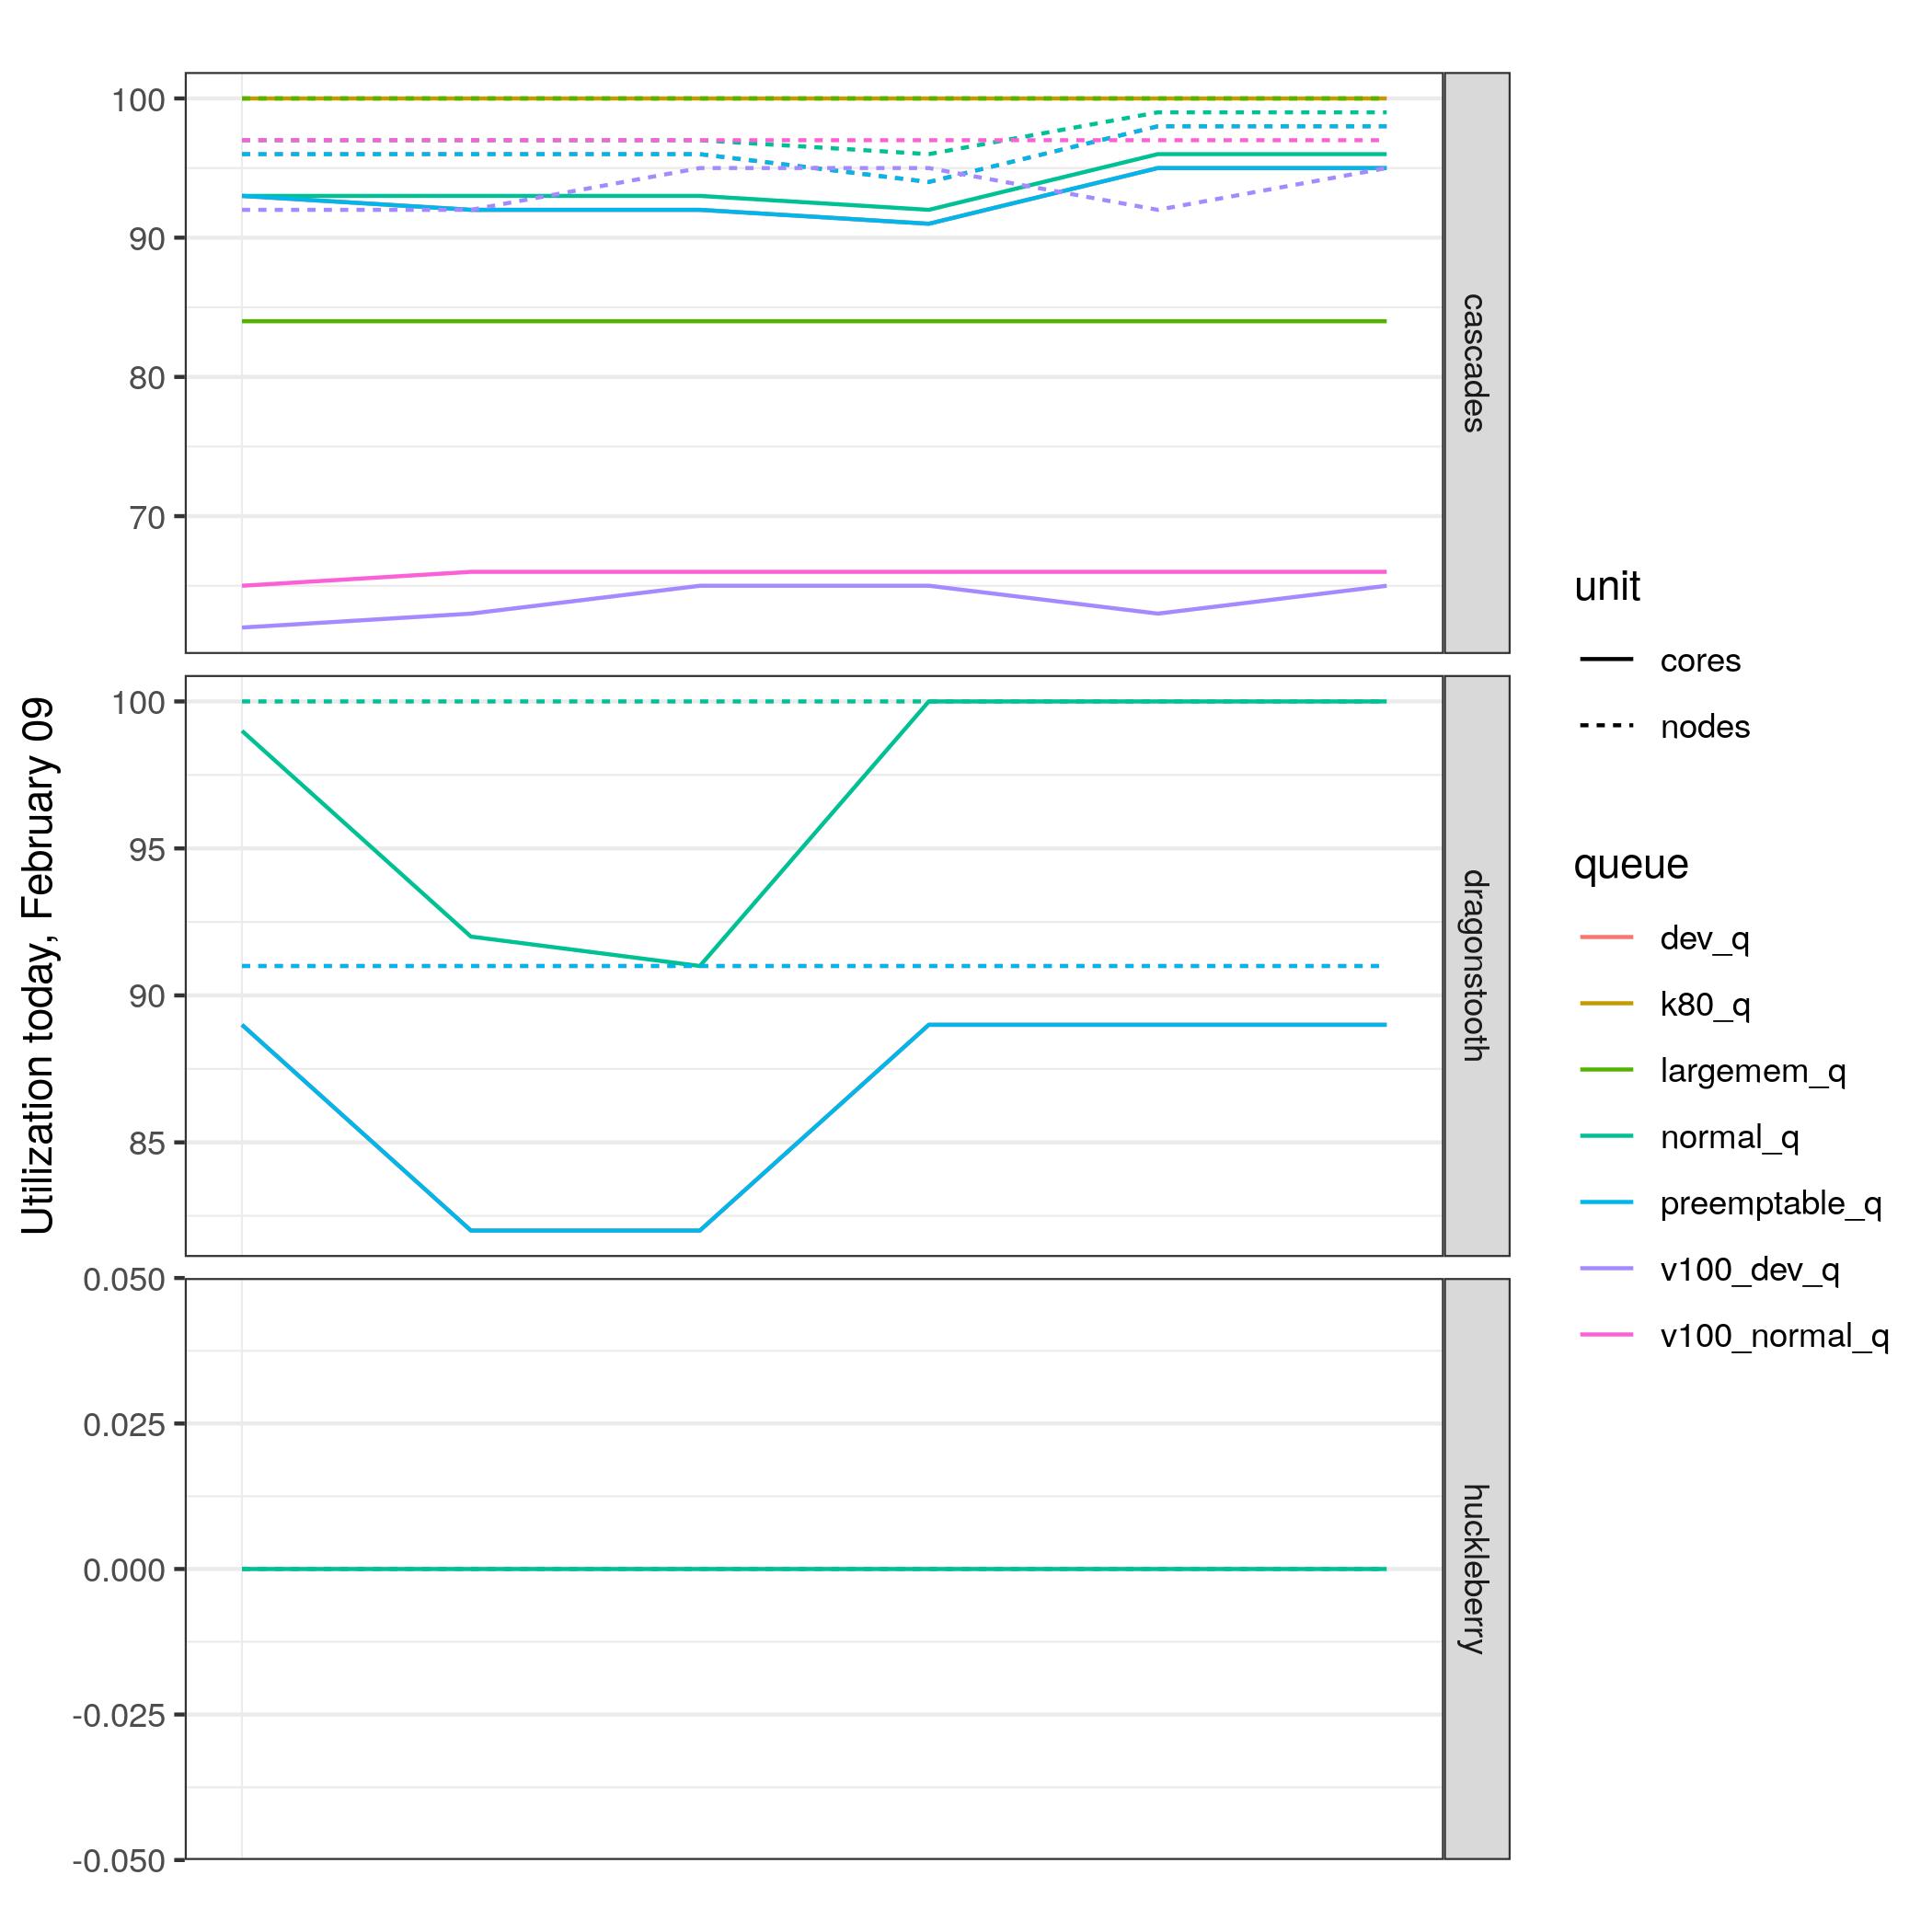 Utilization today, February 09
100
90
80
70
cascades
100
95
90
85
dragonstooth
0.050
0.025
0.000
-0.025
-0.050
huckleberry
unit
cores
nodes
queue
dev_q
k80_q
largemem_q
normal_q
preemptable_q
v100_dev_q
v100_normal_q